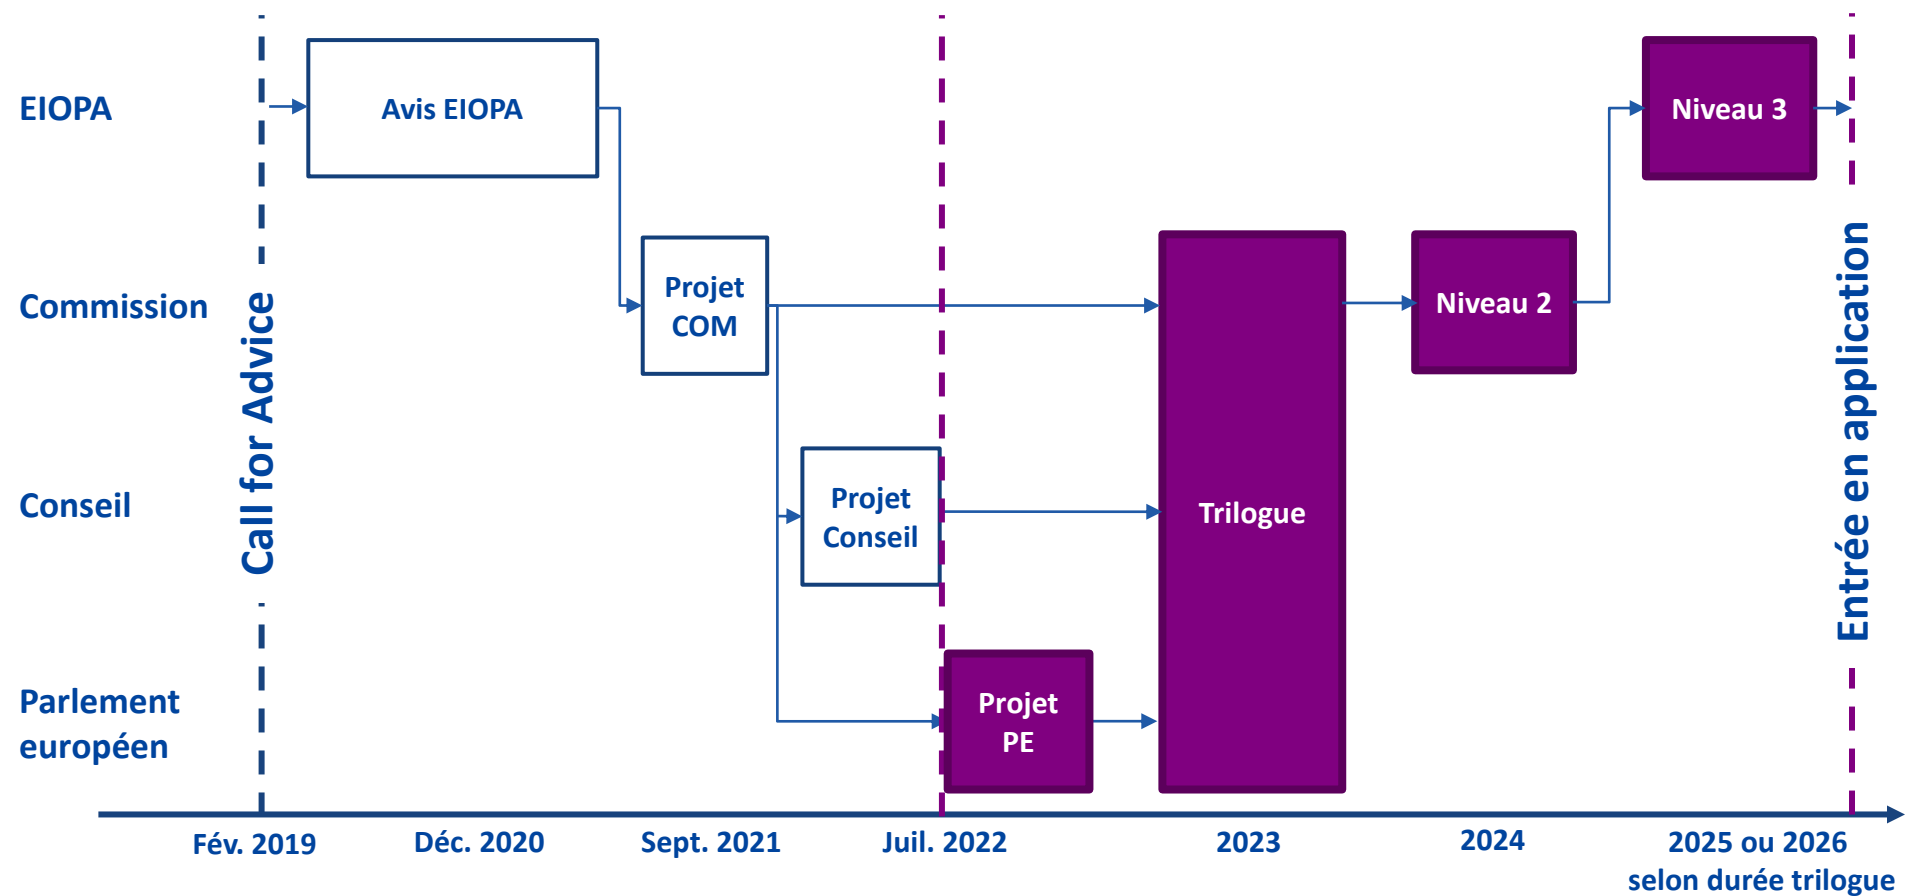 EIOPA
Avis EIOPA
Niveau 3
Commission
Projet
COM
Niveau 2
Call for Advice
Entrée en application
Conseil
Projet
Conseil
Trilogue
Parlement
européen
Projet
PE
Fév. 2019
Déc. 2020
Sept. 2021
Juil. 2022
2023
2024
2025 ou 2026
selon durée trilogue